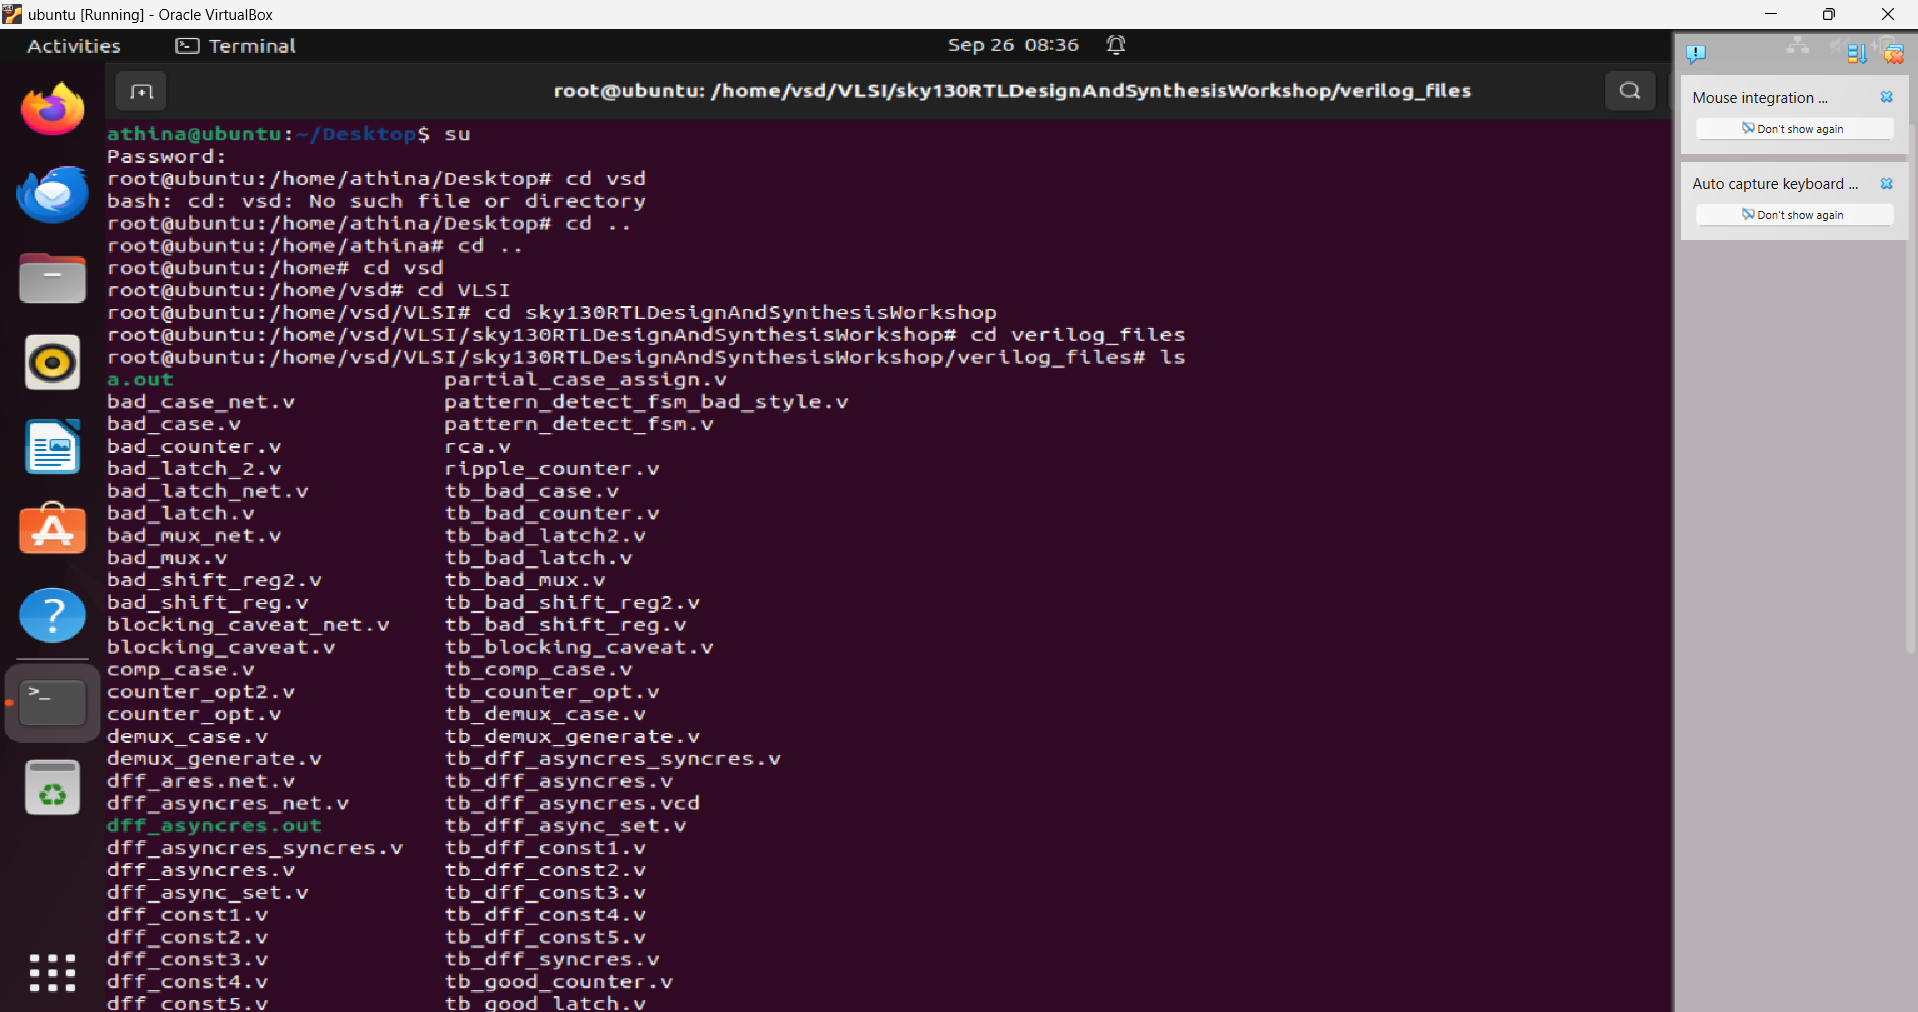 ubuntu [Running] - Oracle VirtualBox
Activities Terminal Sep 26 08:36
root@ubuntu: /home/vsd/VLSI/sky130RTLDesignAndSynthesisWorkshop/verilog_files
Mouse integration ...
Don't show again
Auto capture keyboard ...
Don't show again
athina@ubuntu:~/Desktop$ su
Password:
root@ubuntu:/home/athina/Desktop# cd vsd
bash: cd: vsd: No such file or directory
root@ubuntu:/home/athina/Desktop# cd ..
root@ubuntu:/home/athina# cd ..
root@ubuntu:/home# cd vsd
root@ubuntu:/home/vsd# cd VLSI
root@ubuntu:/home/vsd/VLSI# cd sky130RTLDesignAndSynthesisWorkshop
root@ubuntu:/home/vsd/VLSI/sky130RTLDesignAndSynthesisWorkshop# cd verilog_files
root@ubuntu:/home/vsd/VLSI/sky130RTLDesignAndSynthesisWorkshop/verilog_files# ls
a.out partial_case_assign.v
bad_case_net.v pattern_detect_fsm_bad_style.v
bad_case.v pattern_detect_fsm.v
bad_counter.v rca.v
bad_latch_2.v ripple_counter.v
bad_latch_net.v tb_bad_case.v
bad_latch.v tb_bad_counter.v
bad_mux_net.v tb_bad_latch2.v
bad_mux.v tb_bad_latch.v
bad_shift_reg2.v tb_bad_mux.v
bad_shift_reg.v tb_bad_shift_reg2.v
blocking_caveat_net.v tb_bad_shift_reg.v
blocking_caveat.v tb_blocking_caveat.v
comp_case.v tb_comp_case.v
counter_opt2.v tb_counter_opt.v
counter_opt.v tb_demux_case.v
demux_case.v tb_demux_generate.v
demux_generate.v tb_dff_asyncres_syncres.v
dff_ares.net.v tb_dff_asyncres.v
dff_asyncres_net.v tb_dff_asyncres.vcd
dff_asyncres.out tb_dff_async_set.v
dff_asyncres_syncres.v tb_dff_const1.v
dff_asyncres.v tb_dff_const2.v
dff_async_set.v tb_dff_const3.v
dff_const1.v tb_dff_const4.v
dff_const2.v tb_dff_const5.v
dff_const3.v tb_dff_syncres.v
dff_const4.v tb_good_counter.v
dff_const5.v tb_good_latch.v